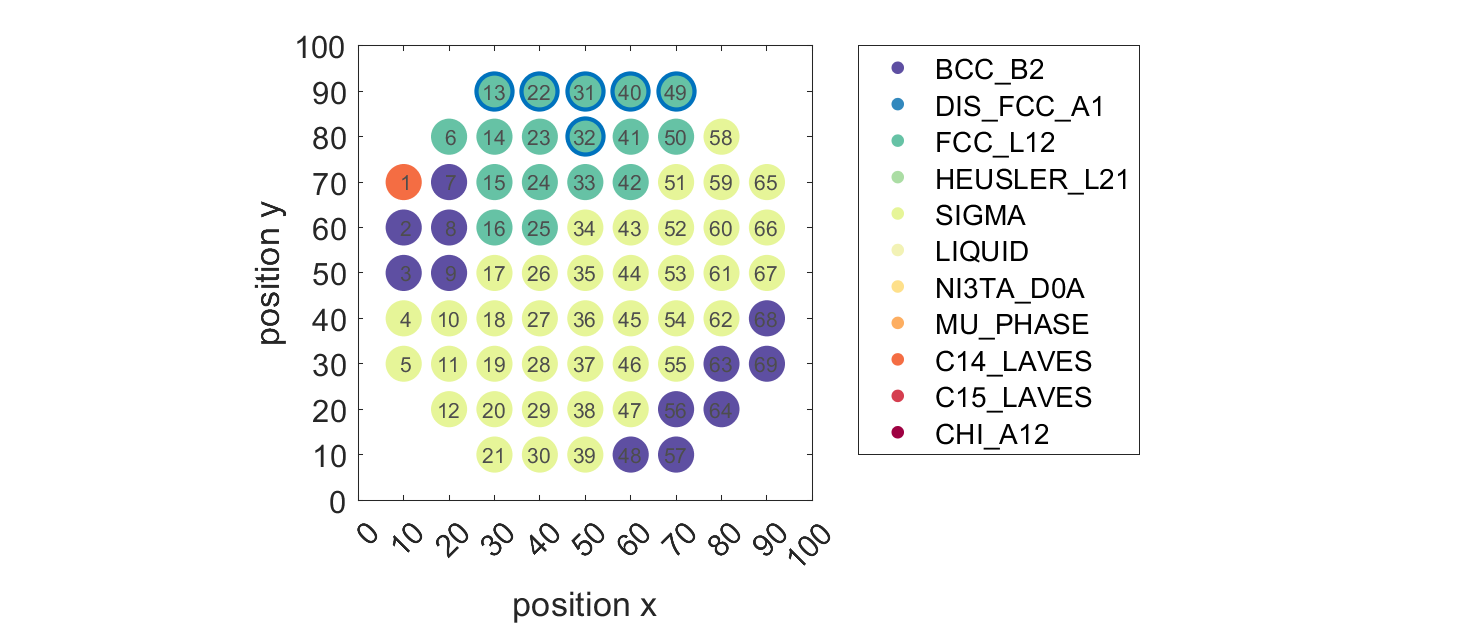 100
90
80
70
60
50
40
30
20
10
0
13 22 31 40 49
6 14 23 32 41 50 58
1 7 15 24 33 42 51 59 65
2 8 16 25 34 43 52 60 66
3 9 17 26 35 44 53 61 67
4 10 18 27 36 45 54 62 68
5 11 19 28 37 46 55 63 69
12 20 29 38 47 56 64
21 30 39 48 57
0 10 20 30 40 50 60 70 80 90 100
position x
position y
BCC_B2
DIS_FCC_A1
FCC_L12
HEUSLER_L21
SIGMA
LIQUID
NI3TA_D0A
MU_PHASE
C14_LAVES
C15_LAVES
CHI_A12